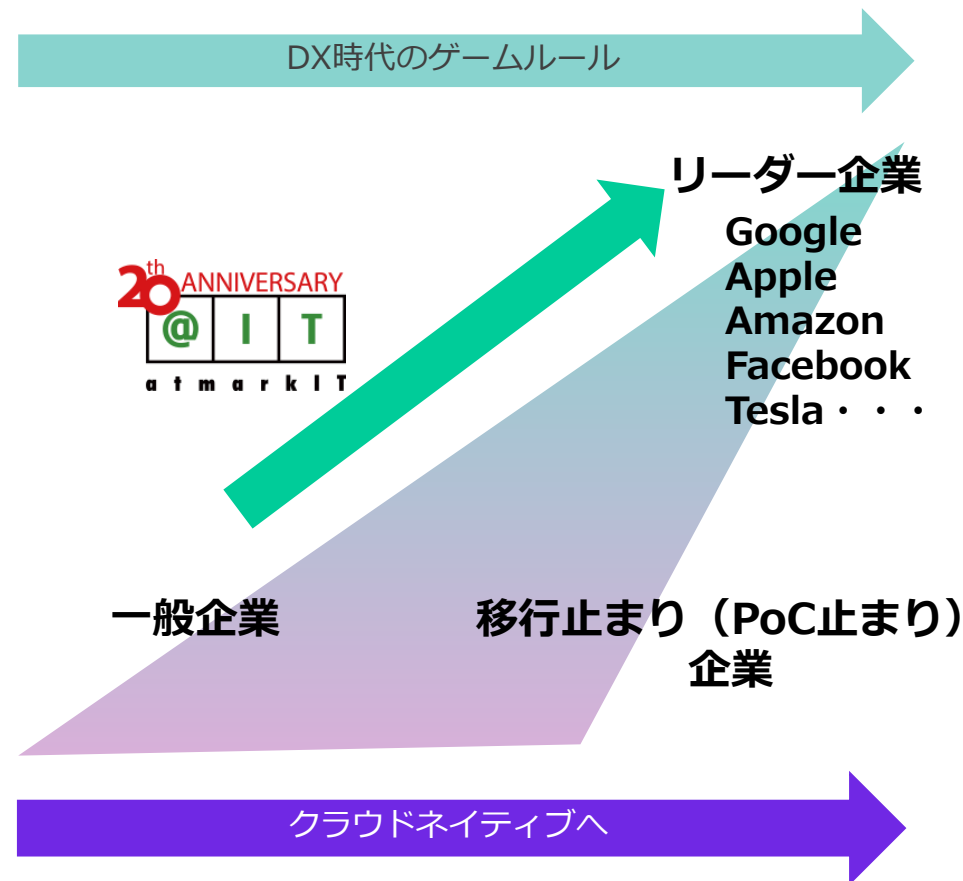 DX時代のゲームルール
リーダー企業
Google
Apple
Amazon
Facebook
Tesla・・・
20th ANNIVERSARY
@IT
atmarkIT
一般企業
移行止まり（PoC止まり）
企業
クラウドネイティブへ